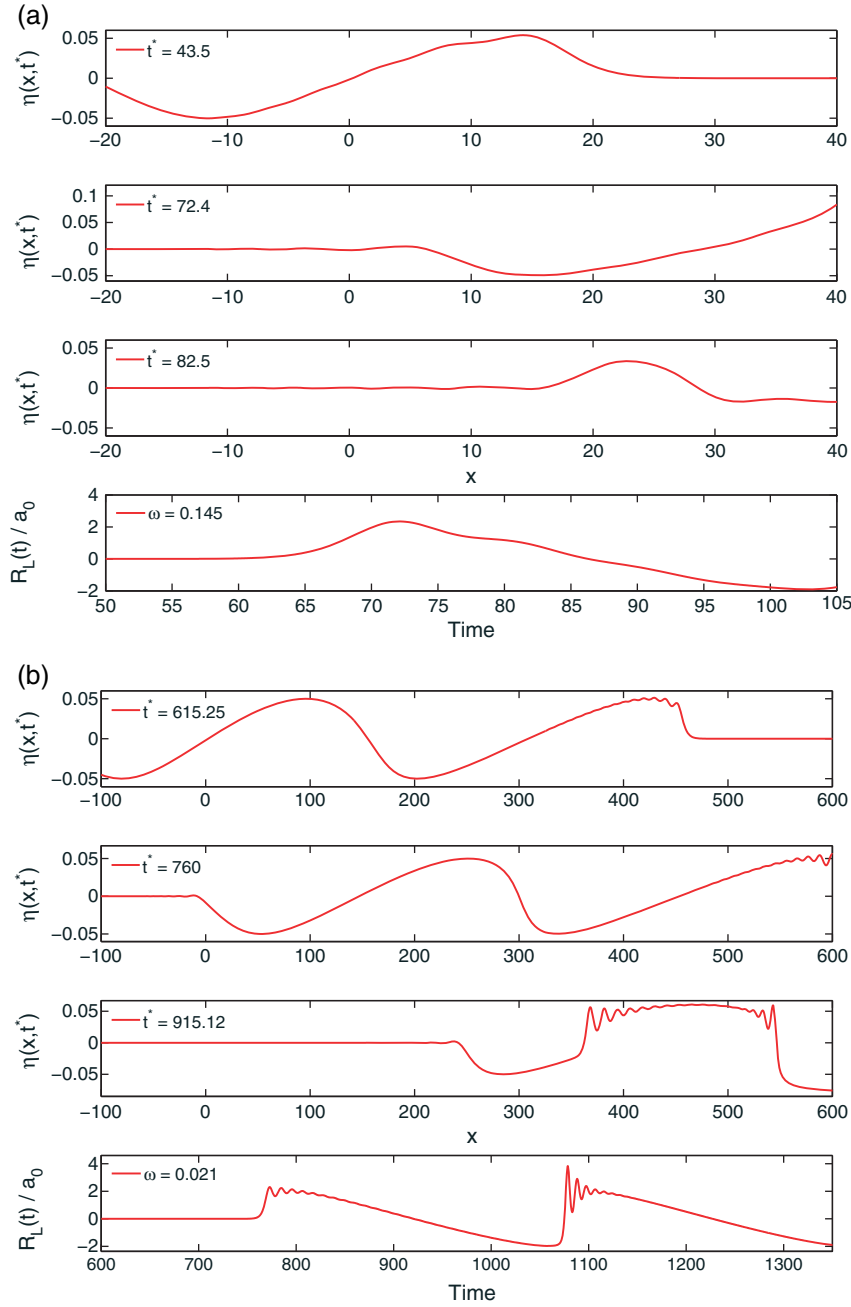 (a)
0.05
0
−0.05
η(x,t*)
t* = 43.5
−20 −10 0 10 20 30 40
0.1
0.05
0
−0.05
η(x,t*)
t* = 72.4
−20 −10 0 10 20 30 40
0.05
0
−0.05
η(x,t*)
t* = 82.5
−20 −10 0 10 20 30 40
x
4
2
0
−2
R_L(t) / a_0
ω = 0.145
50 55 60 65 70 75 80 85 90 95 100 105
Time
(b)
0.05
0
−0.05
η(x,t*)
t* = 615.25
−100 0 100 200 300 400 500 600
0.05
0
−0.05
η(x,t*)
t* = 760
−100 0 100 200 300 400 500 600
0.05
0
−0.05
η(x,t*)
t* = 915.12
−100 0 100 200 300 400 500 600
x
4
2
0
−2
R_L(t) / a_0
ω = 0.021
600 700 800 900 1000 1100 1200 1300
Time